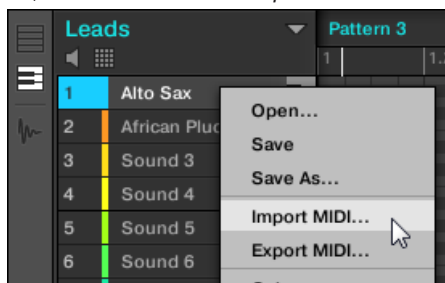 Leads
Pattern 3
1
1 Alto Sax
2 African Pluc
3 Sound 3
4 Sound 4
5 Sound 5
6 Sound 6
Open...
Save
Save As...
Import MIDI...
Export MIDI...